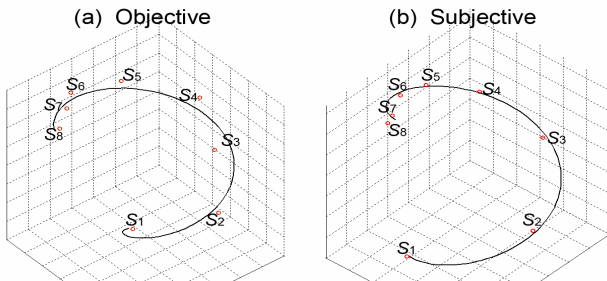 (a) Objective
(b) Subjective
S1
S2
S3
S4
S5
S6
S7
S8
S1
S2
S3
S4
S5
S6
S7
S8